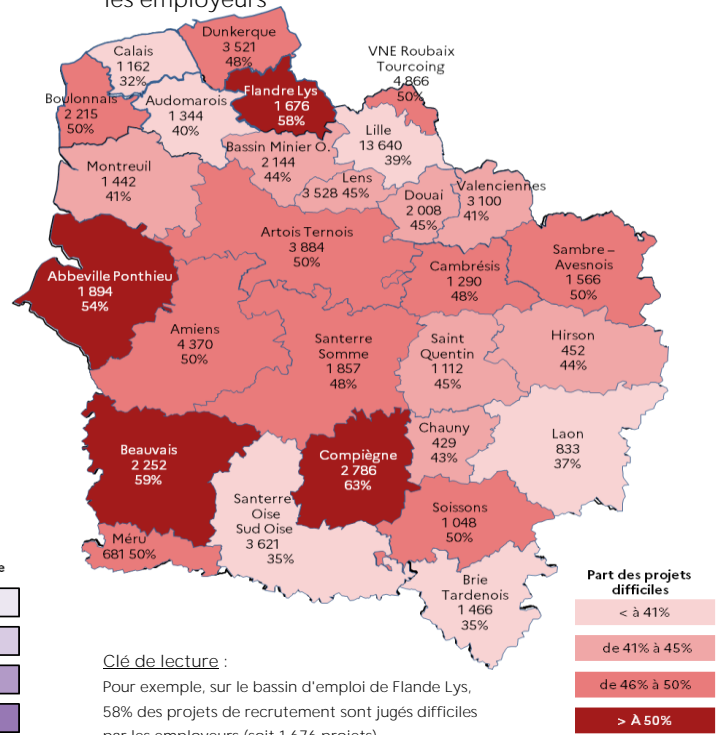 les employeurs
Dunkerque
3 521
48%
Calais
1 162
32%
VNE Roubaix
Tourcoing
4 866
50%
Flandre Lys
1 676
58%
Boulonnais
2 215
50%
Audomarois
1 344
40%
Lille
13 640
39%
Bassin Minier O.
2 144
44%
Montreuil
1 442
41%
Lens
3 528 45%
Douai
2 008
45%
Valenciennes
3 100
41%
Artois Ternois
3 884
50%
Sambre –
Avesnois
1 566
50%
Cambrésis
1 290
48%
Abbeville Ponthieu
1 894
54%
Amiens
4 370
50%
Santerre
Somme
1 857
48%
Saint
Quentin
1 112
45%
Hirson
452
44%
Chauny
429
43%
Laon
833
37%
Beauvais
2 252
59%
Compiègne
2 786
63%
Santerre
Oise
Sud Oise
3 621
35%
Soissons
1 048
50%
Méru
681 50%
Brie
Tardenois
1 466
35%
e
Part des projets
difficiles
< à 41%
de 41% à 45%
de 46% à 50%
> À 50%
Clé de lecture :
Pour exemple, sur le bassin d'emploi de Flande Lys,
58% des projets de recrutement sont jugés difficiles
par les employeurs (soit 1 676 projets)